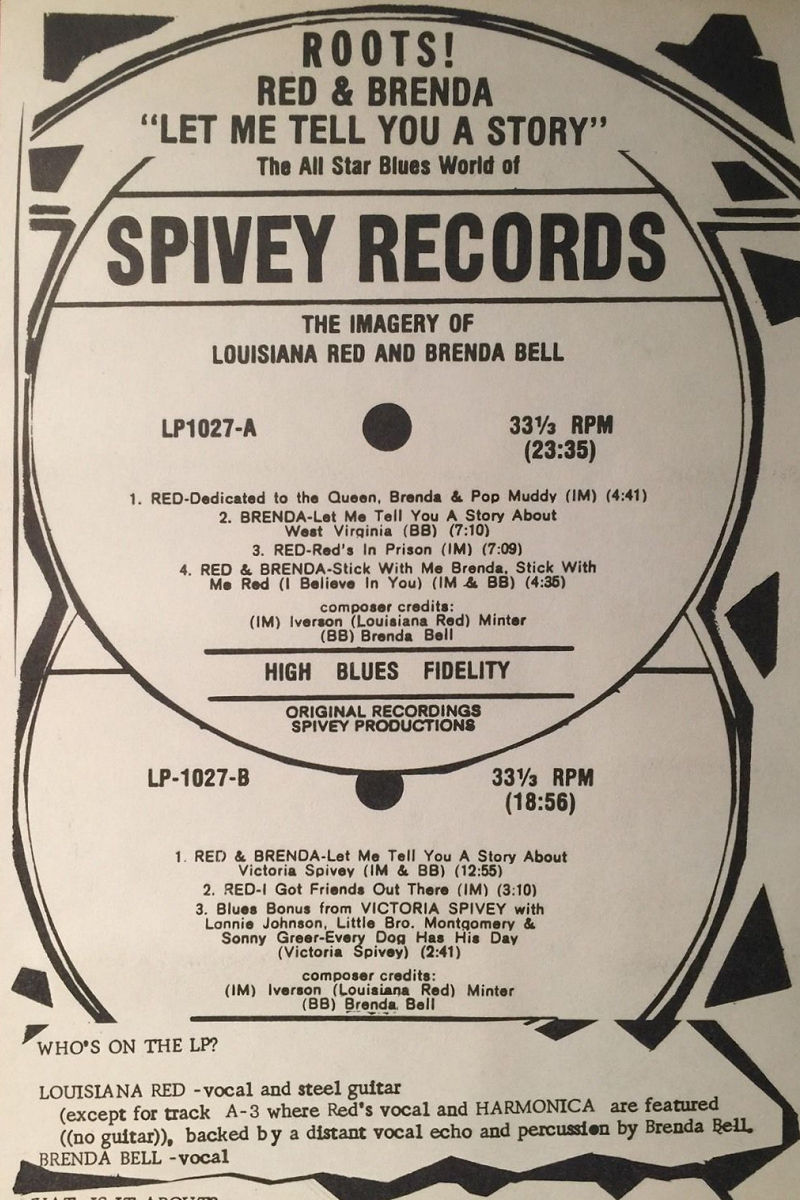 ROOTS!
RED & BRENDA
"LET ME TELL YOU A STORY"
The All Star Blues World of
SPIVEY RECORDS
THE IMAGERY OF
LOUISIANA RED AND BRENDA BELL
LP1027-A 33⅓ RPM
(23:35)
1. RED-Dedicated to the Queen, Brenda & Pop Muddy (IM) (4:41)
2. BRENDA-Let Me Tell You A Story About
West Virginia (BB) (7:10)
3. RED-Red's In Prison (IM) (7:09)
4. RED & BRENDA-Stick With Me Brenda, Stick With
Me Red (I Believe In You) (IM & BB) (4:35)
composer credits:
(IM) Iverson (Louisiana Red) Minter
(BB) Brenda Bell
HIGH BLUES FIDELITY
ORIGINAL RECORDINGS
SPIVEY PRODUCTIONS
LP-1027-B 33⅓ RPM
(18:56)
1. RED & BRENDA-Let Me Tell You A Story About
Victoria Spivey (IM & BB) (12:55)
2. RED-I Got Friends Out There (IM) (3:10)
3. Blues Bonus from VICTORIA SPIVEY with
Lonnie Johnson, Little Bro. Montgomery &
Sonny Greer-Every Dog Has His Day
(Victoria Spivey) (2:41)
composer credits:
(IM) Iverson (Louisiana Red) Minter
(BB) Brenda Bell
WHO'S ON THE LP?
LOUISIANA RED -vocal and steel guitar
(except for track A-3 where Red's vocal and HARMONICA are featured
((no guitar)), backed by a distant vocal echo and percussion by Brenda Bell.
BRENDA BELL -vocal